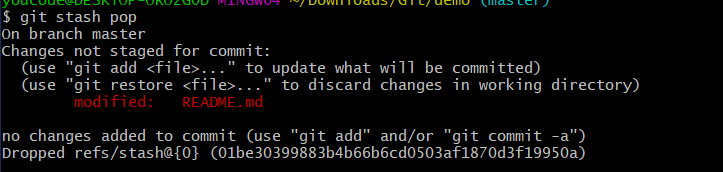 youcode@DESKTOP-ORO2G0D MINGW64 ~/Downloads/Git/demo (master)
$ git stash pop
On branch master
Changes not staged for commit:
  (use "git add <file>..." to update what will be committed)
  (use "git restore <file>..." to discard changes in working directory)
        modified:   README.md

no changes added to commit (use "git add" and/or "git commit -a")
Dropped refs/stash@{0} (01be30399883b4b66b6cd0503af1870d3f19950a)